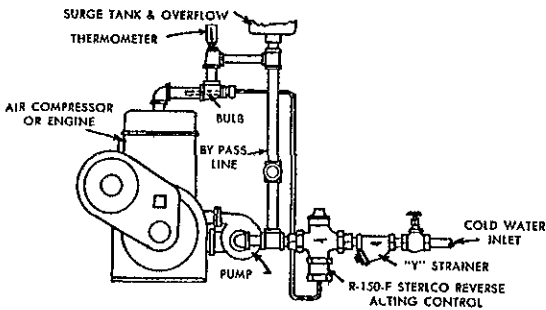 SURGE TANK & OVERFLOW
THERMOMETER
AIR COMPRESSOR
OR ENGINE
BULB
BY PASS
LINE
COLD WATER
INLET
"Y" STRAINER
PUMP
R-150-F STERLCO REVERSE
ACTING CONTROL